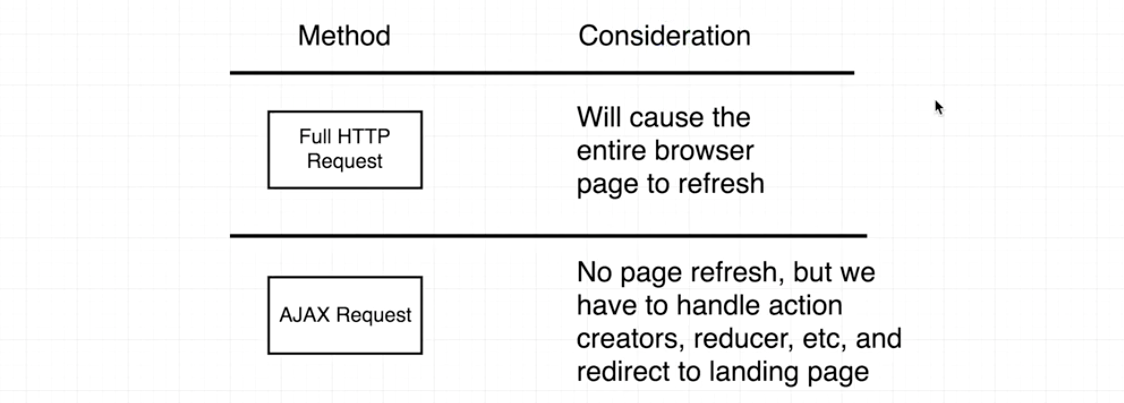 Method Consideration
Full HTTP
Request
Will cause the
entire browser
page to refresh
AJAX Request
No page refresh, but we
have to handle action
creators, reducer, etc, and
redirect to landing page